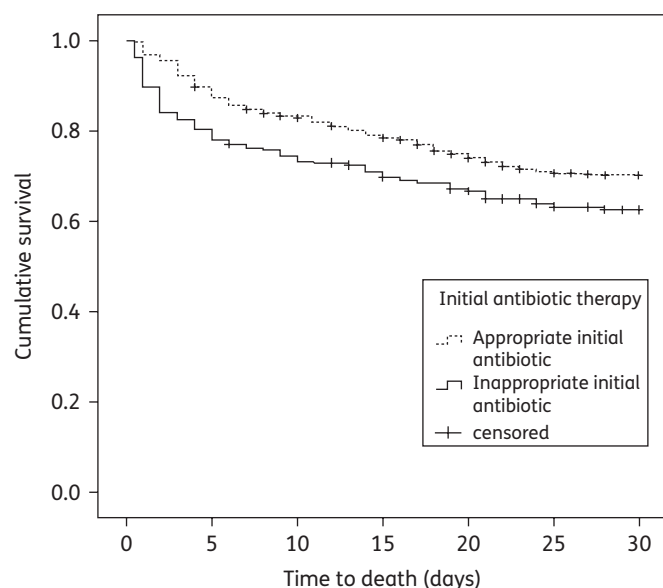 1.0
0.8
0.6
0.4
0.2
0.0
Cumulative survival
Initial antibiotic therapy
Appropriate initial
antibiotic
Inappropriate initial
antibiotic
censored
0 5 10 15 20 25 30
Time to death (days)